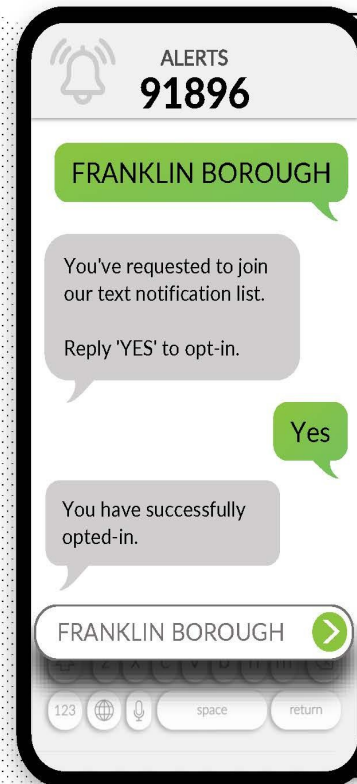 ALERTS
91896
FRANKLIN BOROUGH
You've requested to join
our text notification list.
Reply 'YES' to opt-in.
Yes
You have successfully
opted-in.
FRANKLIN BOROUGH
z x c v b n m
123
space
return